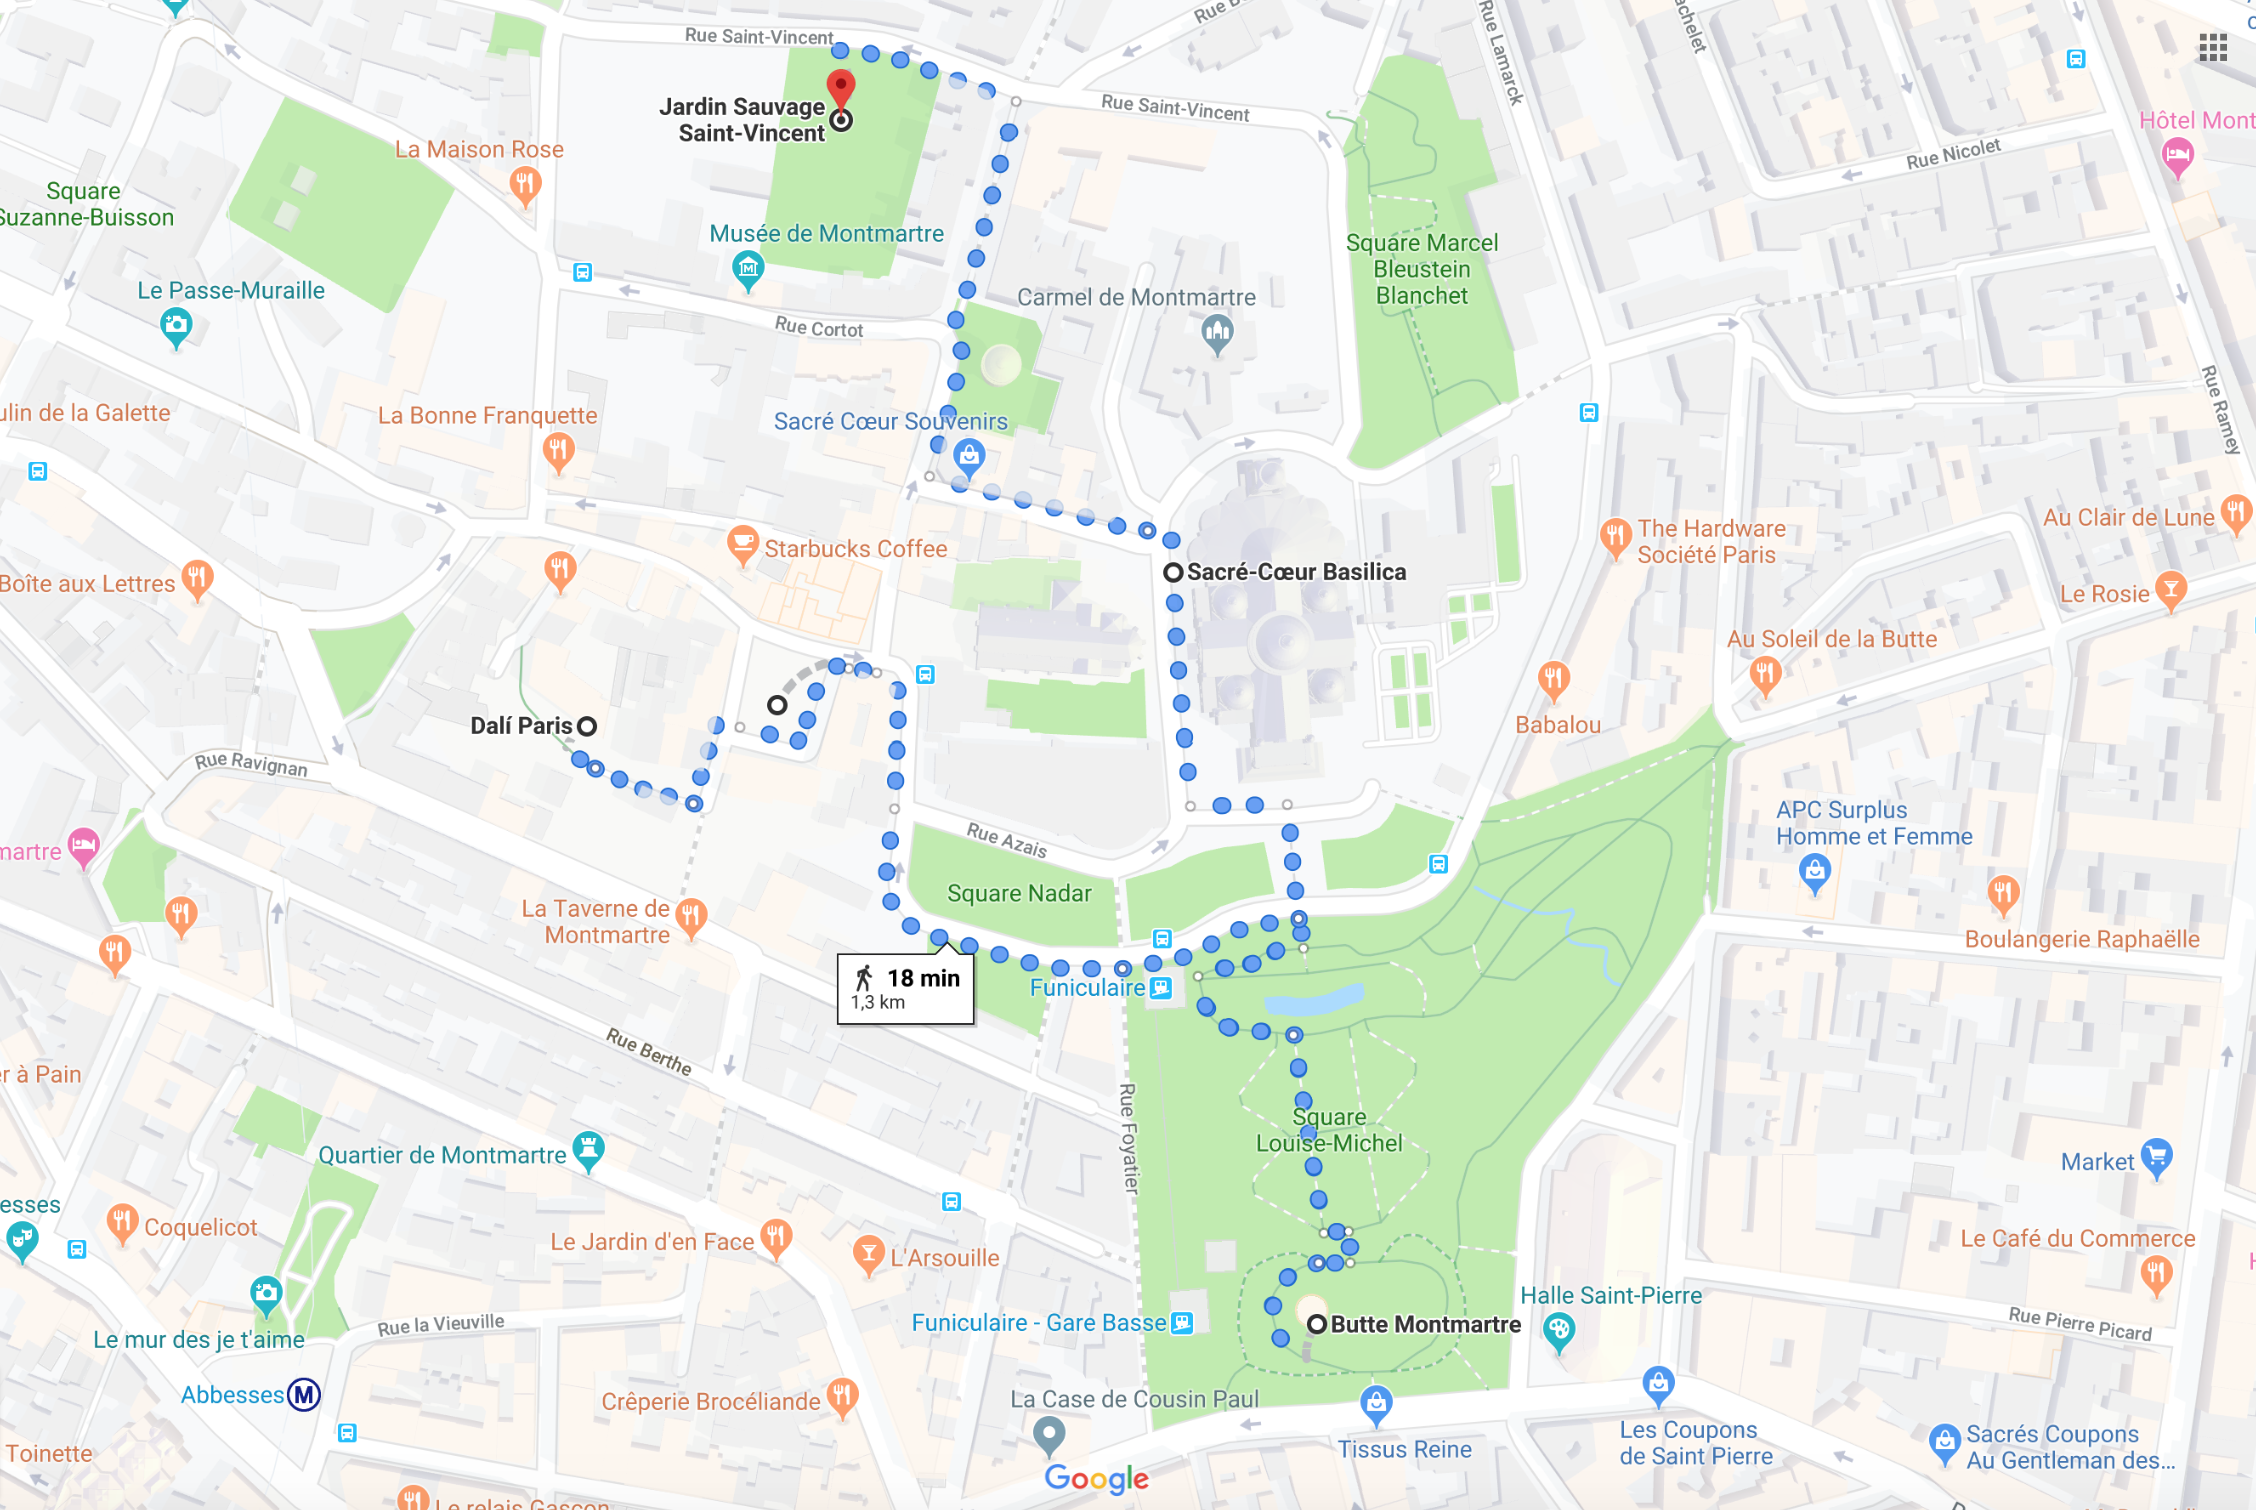 Rue Saint-Vincent
Jardin Sauvage
Saint-Vincent
Rue Saint-Vincent
Rue Lamarck
Rue Nicolet
Hôtel Mont
La Maison Rose
Square
Suzanne-Buisson
Musée de Montmartre
Le Passe-Muraille
Rue Cortot
Carmel de Montmartre
Square Marcel
Bleustein
Blanchet
Rue Ramey
ulin de la Galette
La Bonne Franquette
Sacré Cœur Souvenirs
Starbucks Coffee
Boîte aux Lettres
Sacré-Cœur Basilica
The Hardware
Société Paris
Au Clair de Lune
Le Rosie
Au Soleil de la Butte
Babalou
Dalí Paris
Rue Ravignan
martre
Rue Azais
Square Nadar
La Taverne de
Montmartre
APC Surplus
Homme et Femme
Boulangerie Raphaëlle
18 min
1,3 km
Funiculaire
Rue Berthe
Rue Foyatier
er à Pain
Square
Louise-Michel
Quartier de Montmartre
Market
esses
Coquelicot
Le Jardin d'en Face
L'Arsouille
Le Café du Commerce
Funiculaire - Gare Basse
Butte Montmartre
Halle Saint-Pierre
Rue Pierre Picard
Rue la Vieuville
Le mur des je t'aime
Abbesses M
Crêperie Brocéliande
La Case de Cousin Paul
Tissus Reine
Les Coupons
de Saint Pierre
Sacrés Coupons
Au Gentleman des...
Toinette
Google
Le relais Gascon